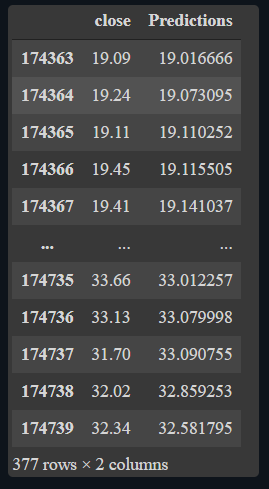 close Predictions
174363 19.09 19.016666
174364 19.24 19.073095
174365 19.11 19.110252
174366 19.45 19.115505
174367 19.41 19.141037
... ... ...
174735 33.66 33.012257
174736 33.13 33.079998
174737 31.70 33.090755
174738 32.02 32.859253
174739 32.34 32.581795
377 rows × 2 columns